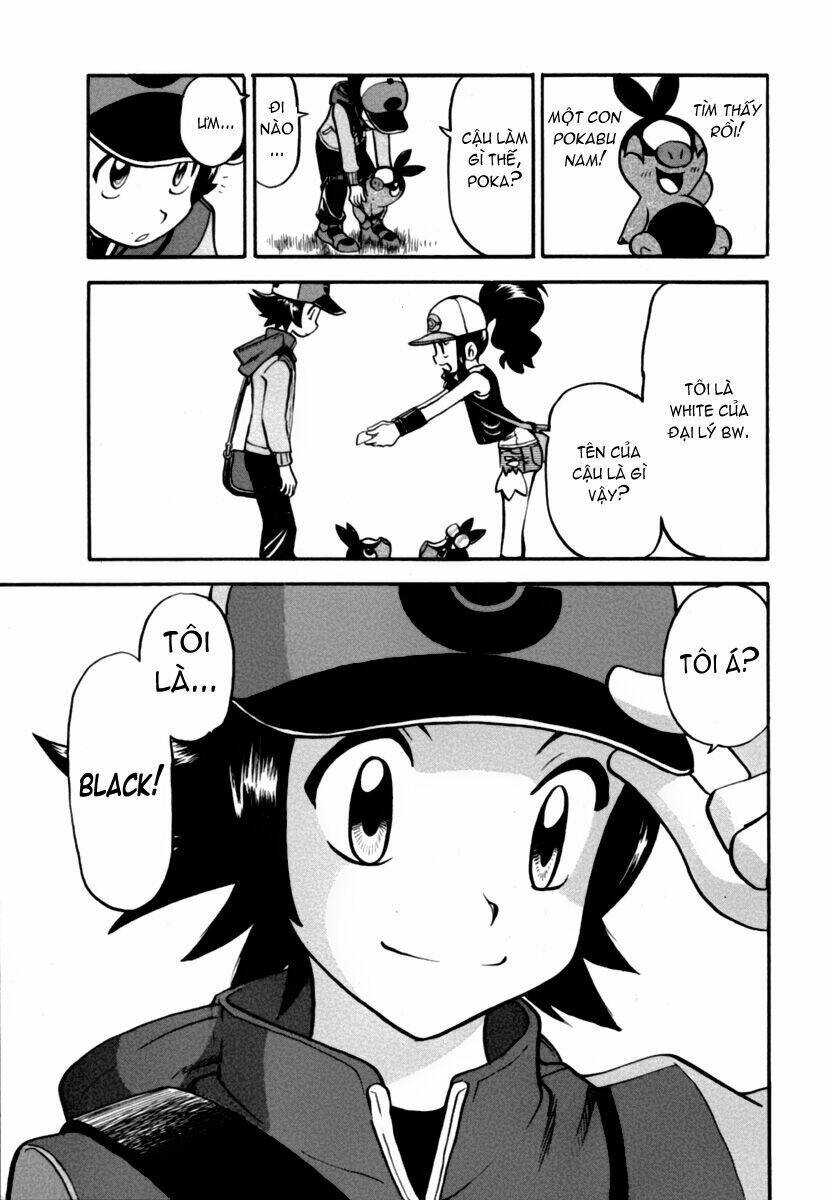 TÌM THẤY
RỒI!
MỘT CON
POKABU
NAM!
CẬU LÀM
GÌ THẾ,
POKA?
ĐI
NÀO
...
ƯM...
TÔI LÀ
WHITE CỦA
ĐẠI LÝ BW.
TÊN CỦA
CẬU LÀ GÌ
VẬY?
TÔI Á?
TÔI
LÀ...
BLACK!